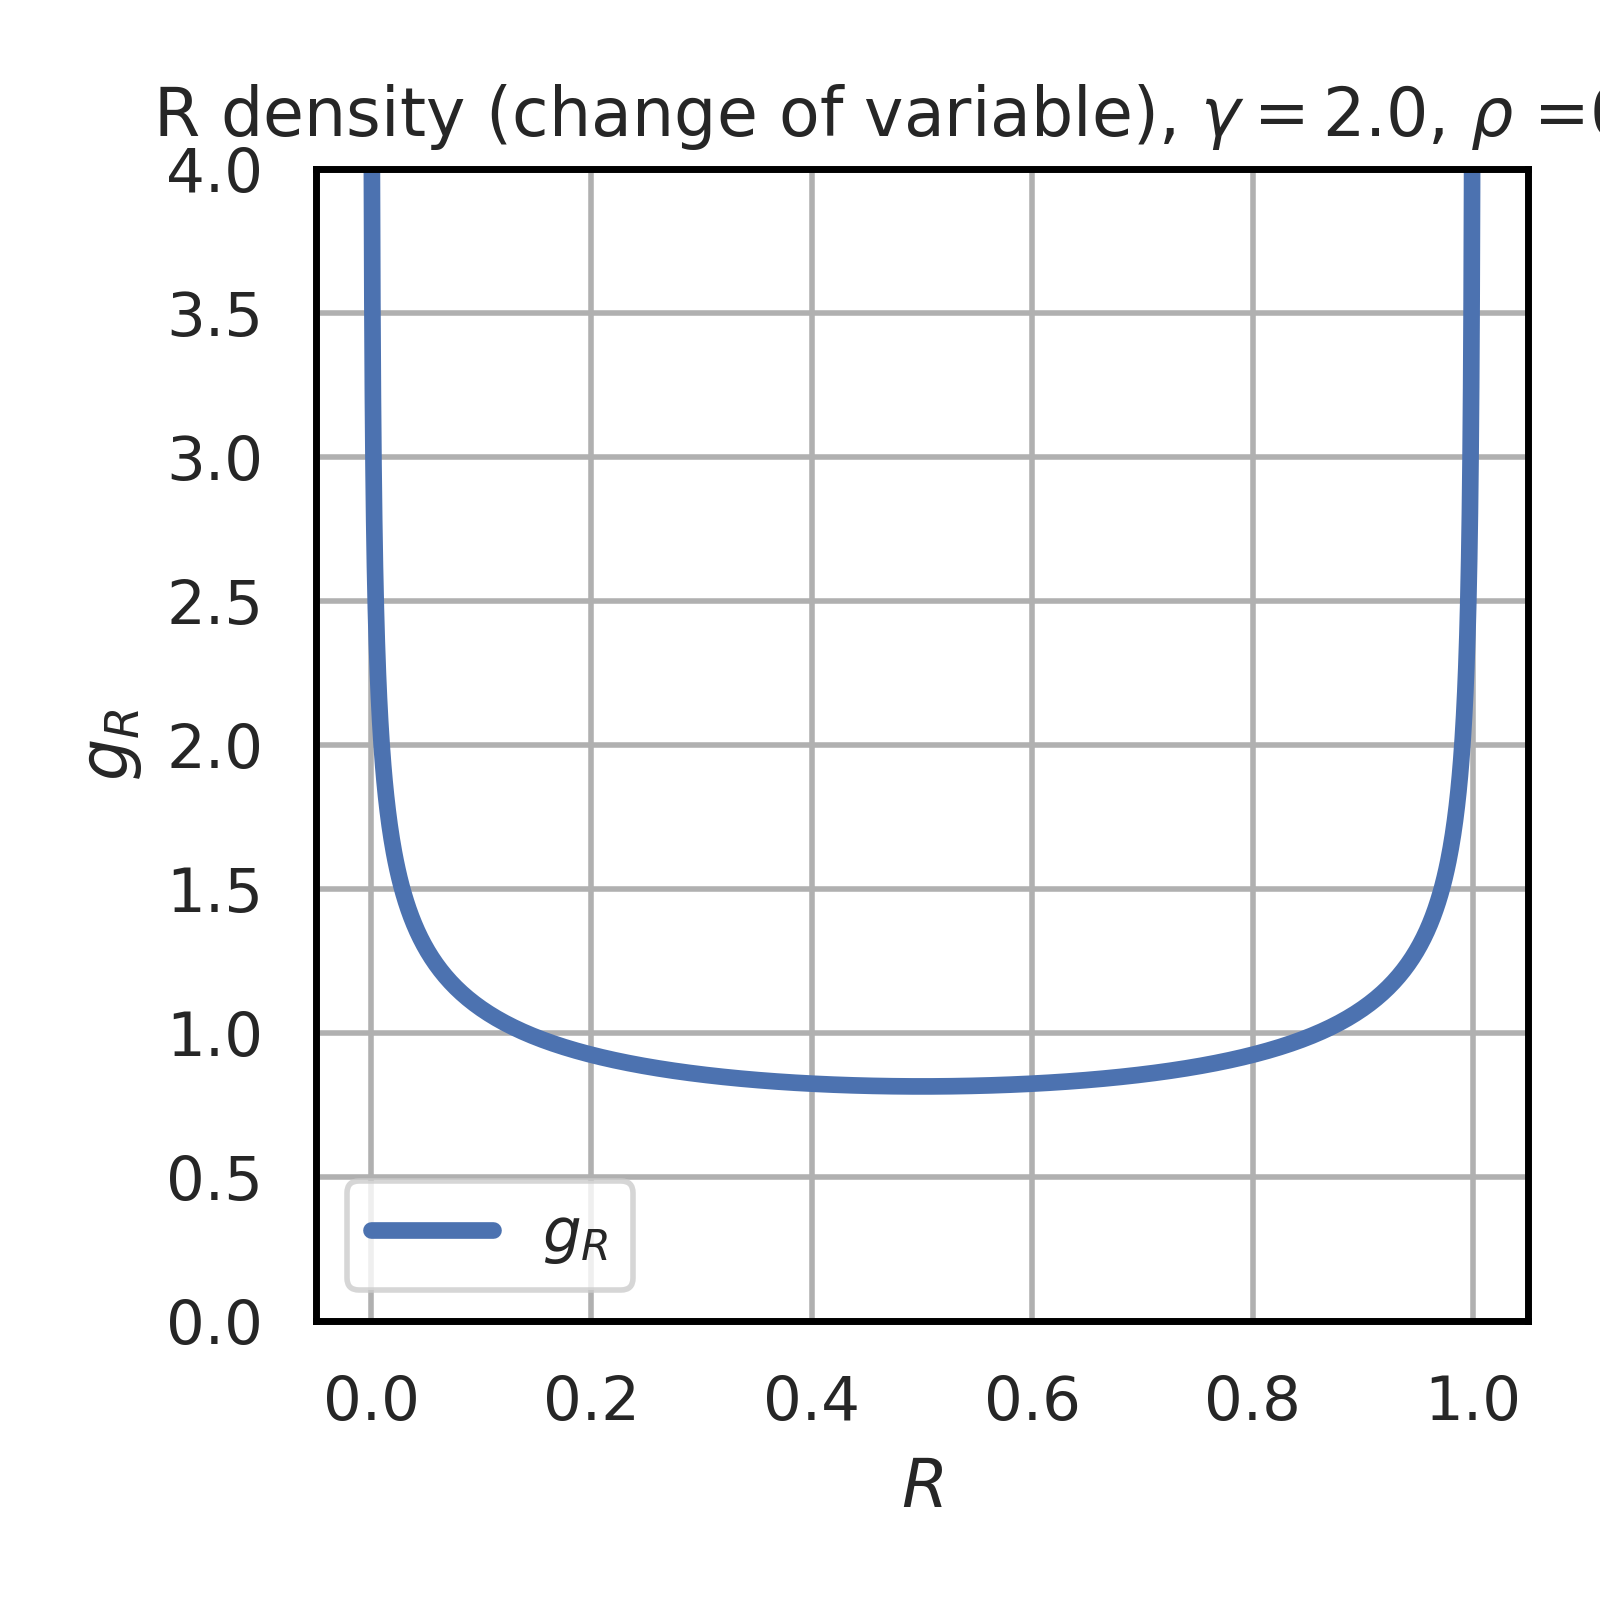 R density (change of variable), γ = 2.0, ρ =
4.0
3.5
3.0
2.5
2.0
1.5
1.0
0.5
0.0
g_R
g_R
0.0 0.2 0.4 0.6 0.8 1.0
R